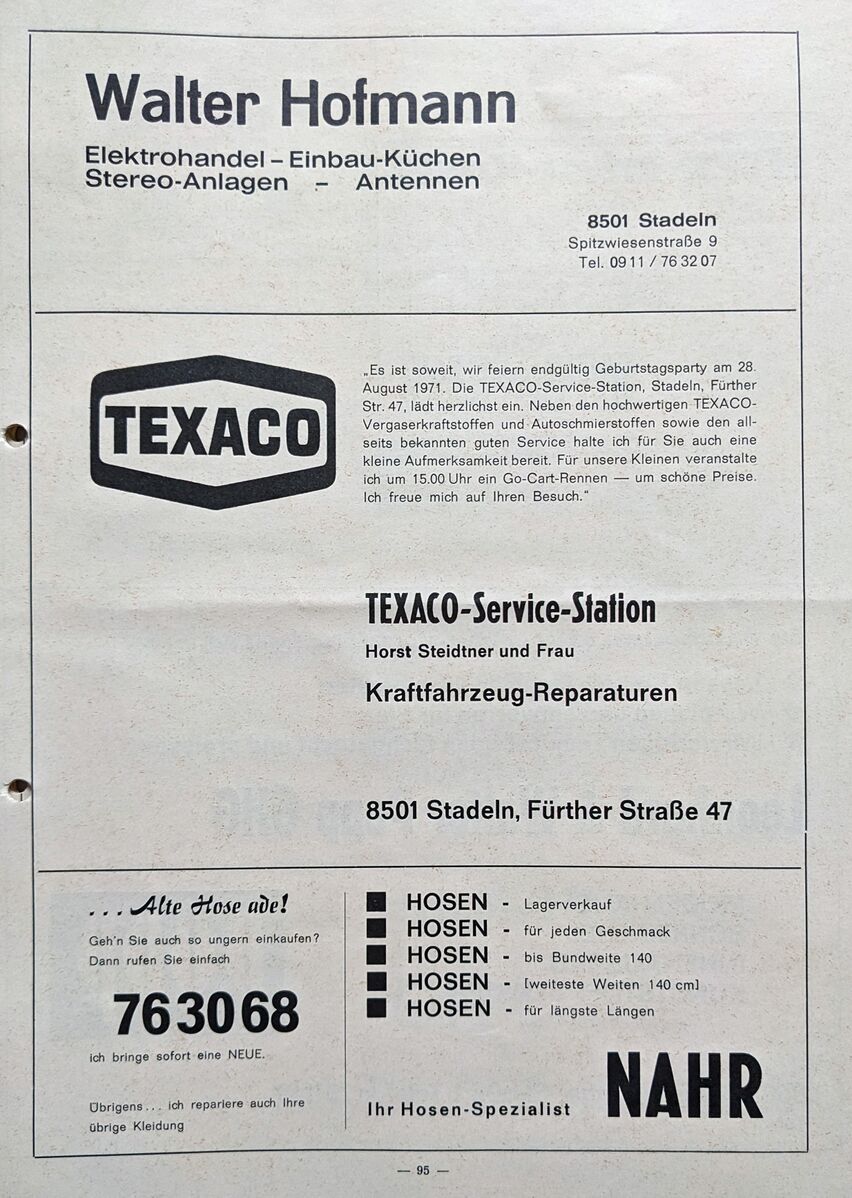 Walter Hofmann
Elektrohandel – Einbau-Küchen
Stereo-Anlagen – Antennen
8501 Stadeln
Spitzwiesenstraße 9
Tel. 09 11 / 76 32 07
TEXACO
„Es ist soweit, wir feiern endgültig Geburtstagsparty am 28.
August 1971. Die TEXACO-Service-Station, Stadeln, Fürther
Str. 47, lädt herzlichst ein. Neben den hochwertigen TEXACO-
Vergaserkraftstoffen und Autoschmierstoffen sowie den all-
seits bekannten guten Service halte ich für Sie auch eine
kleine Aufmerksamkeit bereit. Für unsere Kleinen veranstalte
ich um 15.00 Uhr ein Go-Cart-Rennen — um schöne Preise.
Ich freue mich auf Ihren Besuch."
TEXACO-Service-Station
Horst Steidtner und Frau
Kraftfahrzeug-Reparaturen
8501 Stadeln, Fürther Straße 47
. . . Alte Hose ade!
Geh'n Sie auch so ungern einkaufen?
Dann rufen Sie einfach
76 30 68
ich bringe sofort eine NEUE.
Übrigens . . . ich repariere auch Ihre
übrige Kleidung
■ HOSEN - Lagerverkauf
■ HOSEN - für jeden Geschmack
■ HOSEN - bis Bundweite 140
■ HOSEN - [weiteste Weiten 140 cm]
■ HOSEN - für längste Längen
Ihr Hosen-Spezialist NAHR
— 95 —